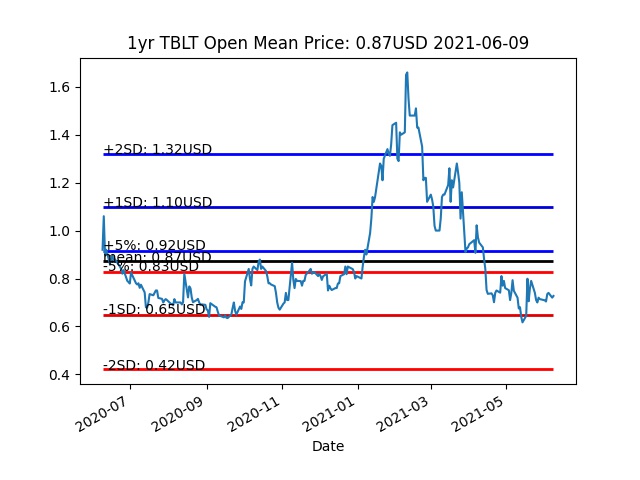 1yr TBLT Open Mean Price: 0.87USD 2021-06-09
1.6
1.4
+2SD: 1.32USD
1.2
+1SD: 1.10USD
1.0
+5%: 0.92USD
mean: 0.87USD
-5%: 0.83USD
0.8
-1SD: 0.65USD
0.6
-2SD: 0.42USD
0.4
2020-07 2020-09 2020-11 2021-01 2021-03 2021-05
Date